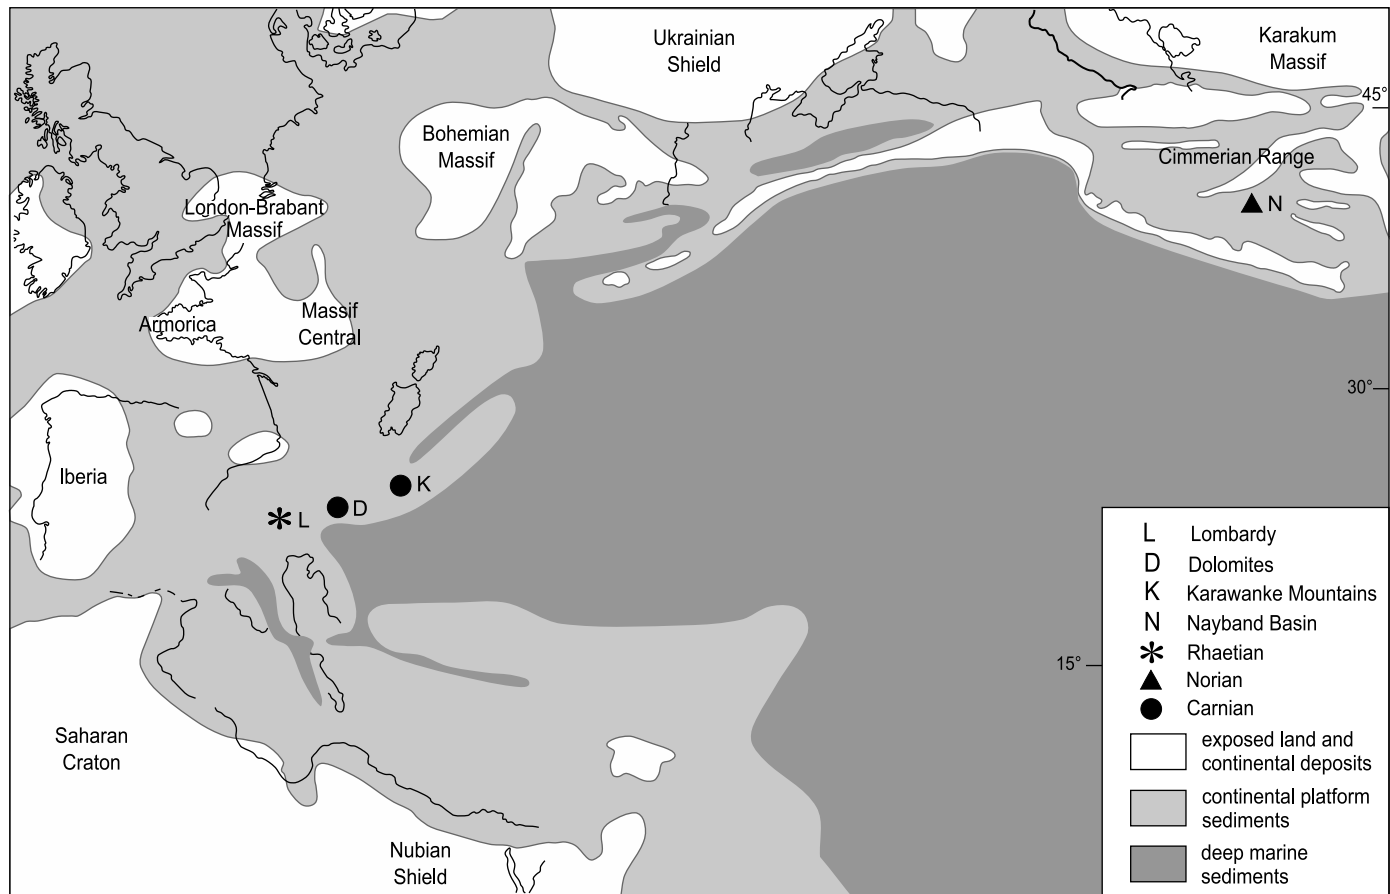 Ukrainian
Shield
Karakum
Massif
45°
Bohemian
Massif
Cimmerian Range
N
London-Brabant
Massif
Armorica
Massif
Central
30°
Iberia
K
D
L
15°
Saharan
Craton
Nubian
Shield
L Lombardy
D Dolomites
K Karawanke Mountains
N Nayband Basin
Rhaetian
Norian
Carnian
exposed land and
continental deposits
continental platform
sediments
deep marine
sediments